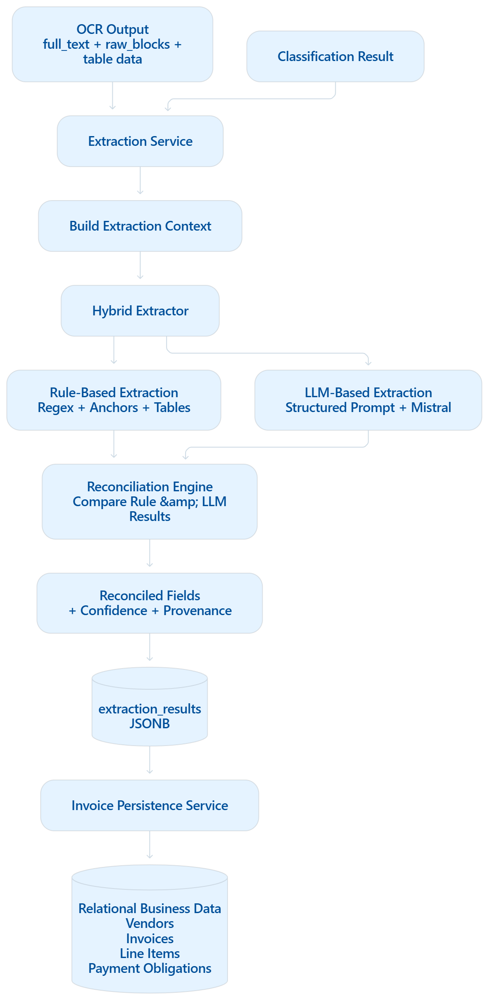 OCR Output
full_text + raw_blocks +
table data
Classification Result
Extraction Service
Build Extraction Context
Hybrid Extractor
Rule-Based Extraction
Regex + Anchors + Tables
LLM-Based Extraction
Structured Prompt + Mistral
Reconciliation Engine
Compare Rule &amp; LLM
Results
Reconciled Fields
+ Confidence + Provenance
extraction_results
JSONB
Invoice Persistence Service
Relational Business Data
Vendors
Invoices
Line Items
Payment Obligations